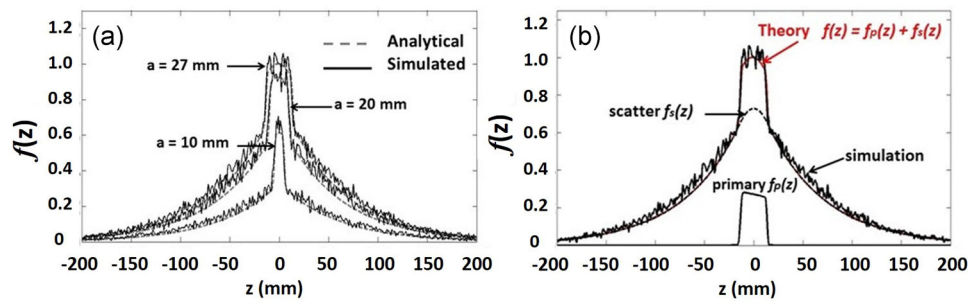 (a)
1.2
1.0
0.8
0.6
0.4
0.2
0
f(z)
Analytical
Simulated
a = 27 mm
a = 20 mm
a = 10 mm
-200 -150 -100 -50 0 50 100 150 200
z (mm)
(b)
1.2
1.0
0.8
0.6
0.4
0.2
0
f(z)
Theory f(z) = fp(z) + fs(z)
scatter fs(z)
simulation
primary fp(z)
-200 -150 -100 -50 0 50 100 150 200
z (mm)